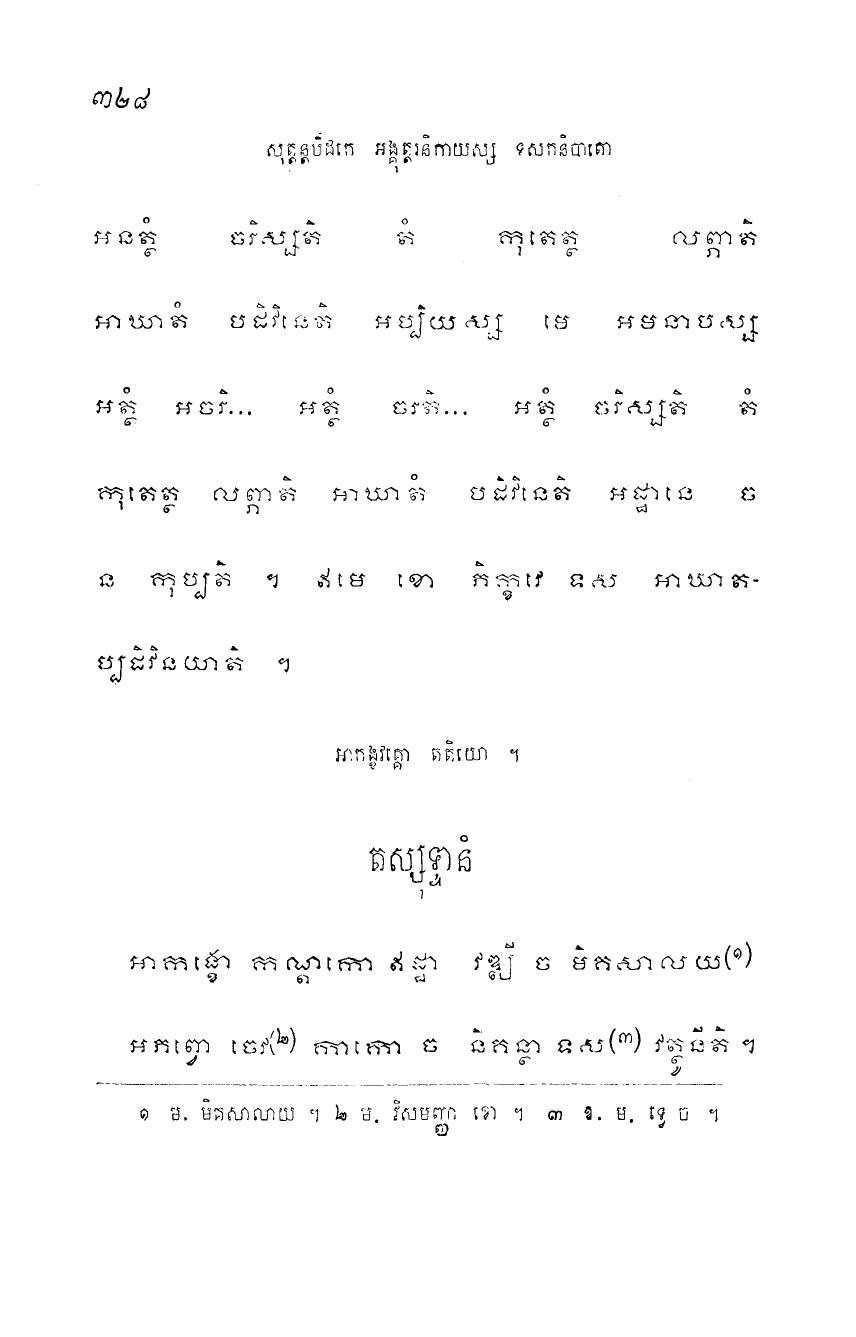 ៣២៨
សុត្តន្តបិដកេ អង្គុត្តរនិកាយស្ស ទសកនិបាតោ
អនត្ថំ ចរិស្សតិ តំ កុតេត្ថ លព្ភាតិ
អាឃាតំ បដិវិនេតិ អប្បិយស្ស មេ អមនាបស្ស
អត្ថំ អចរិ... អត្ថំ ចរតិ... អត្ថំ ចរិស្សតិ តំ
កុតេត្ថ លព្ភាតិ អាឃាតំ បដិវិនេតិ អដ្ឋានេ ច
ន កុប្បតិ ។ ឥមេ ខោ ភិក្ខវេ ទស អាឃាត-
ប្បដិវិនយាតិ ។
អាកង្ខវគ្គោ តតិយោ ។
តស្សុទ្ទានំ
អាកង្ខោ កណ្ដកោ ឥដ្ឋា វឌ្ឍី ច មិគសាលយ(១)
អភព្វោ ចេវ(២) កាកោ ច និគន្ថា ទស(៣) វត្ថូនីតិ ។
១ ម. មិគសាលាយ ។ ២ ម. វិសមញ្ញា ខោ ។ ៣ ឱ. ម. ទ្វេ ច ។